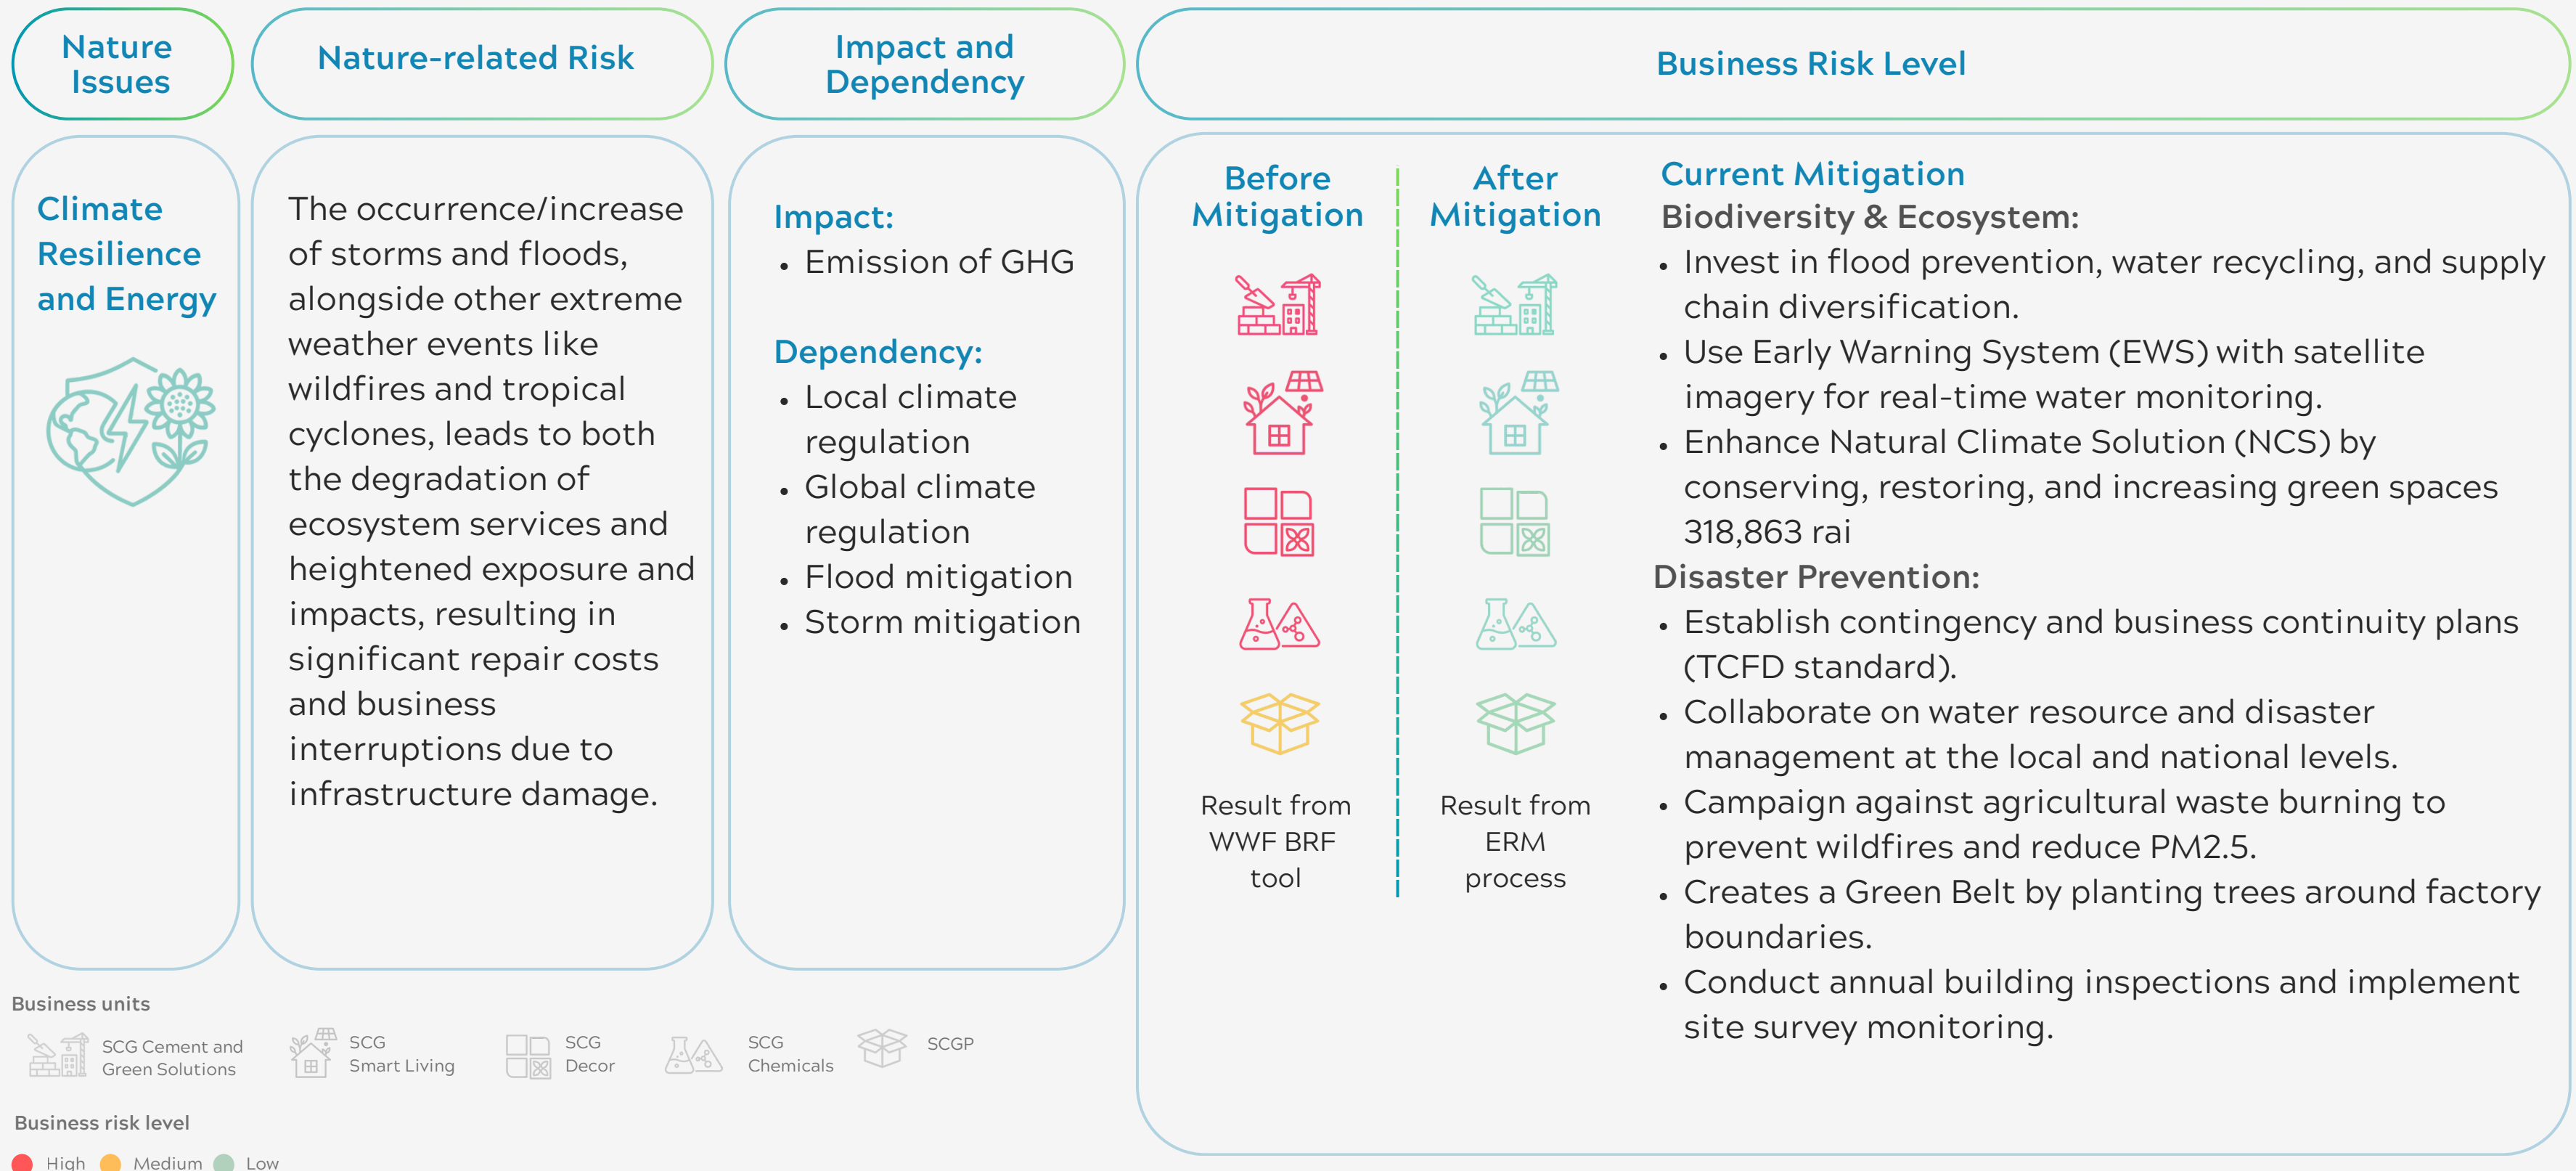 Nature
Issues
Nature-related Risk
Impact and
Dependency
Business Risk Level
Climate
Resilience
and Energy
The occurrence/increase
of storms and floods,
alongside other extreme
weather events like
wildfires and tropical
cyclones, leads to both
the degradation of
ecosystem services and
heightened exposure and
impacts, resulting in
significant repair costs
and business
interruptions due to
infrastructure damage.
Impact:
• Emission of GHG
Dependency:
• Local climate
regulation
• Global climate
regulation
• Flood mitigation
• Storm mitigation
Before
Mitigation
Result from
WWF BRF
tool
After
Mitigation
Result from
ERM
process
Current Mitigation
Biodiversity & Ecosystem:
• Invest in flood prevention, water recycling, and supply
chain diversification.
• Use Early Warning System (EWS) with satellite
imagery for real-time water monitoring.
• Enhance Natural Climate Solution (NCS) by
conserving, restoring, and increasing green spaces
318,863 rai
Disaster Prevention:
• Establish contingency and business continuity plans
(TCFD standard).
• Collaborate on water resource and disaster
management at the local and national levels.
• Campaign against agricultural waste burning to
prevent wildfires and reduce PM2.5.
• Creates a Green Belt by planting trees around factory
boundaries.
• Conduct annual building inspections and implement
site survey monitoring.
Business units
SCG Cement and
Green Solutions
SCG
Smart Living
SCG
Decor
SCG
Chemicals
SCGP
Business risk level
High
Medium
Low